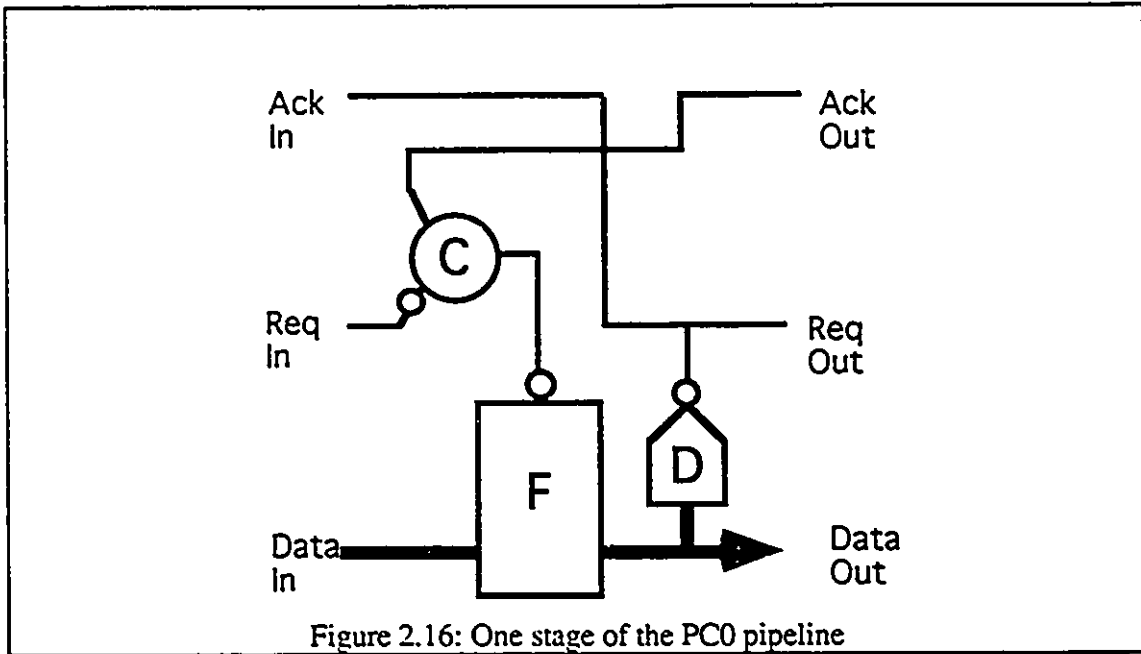 Ack
In
Ack
Out
C
Req
In
Req
Out
F
D
Data
In
Data
Out
Figure 2.16: One stage of the PC0 pipeline